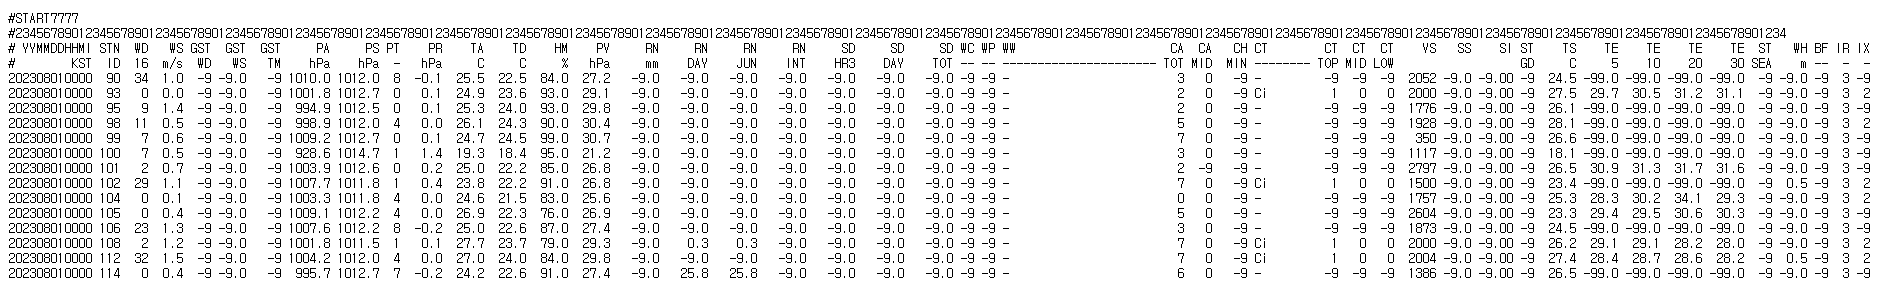 #START7777
#2345678901234567890123456789012345678901234567890123456789012345678901234567890123456789012345678901234567890123456789012345678901234567890123456789012345678901234567890123456789012345678901234567890123456789012345678901234567890123456789012345678901234
# YYMMDDHHMI STN WD WS GST GST GST PA PS PT PR TA TD HM PV RN RN RN RN SD SD SD WC WP WW CA CA CH CT CT CT CT VS SS SI ST TS TE TE TE TE ST WH BF IR IX
# KST ID 16 m/s WD WS TM hPa hPa - hPa C C % hPa mm DAY JUN INT HR3 DAY TOT -- -- ---------------------- TOT MID MIN -------- TOP MID LOW GD C 5 10 20 30 SEA m -- - -
202308010000 90 34 1.0 -9 -9.0 -9 1010.0 1012.0 8 -0.1 25.5 22.5 84.0 27.2 -9.0 -9.0 -9.0 -9.0 -9.0 -9.0 -9.0 -9 -9 - 3 0 -9 - -9 -9 -9 2052 -9.0 -9.00 -9 24.5 -99.0 -99.0 -99.0 -99.0 -9 -9.0 -9 3 -9
202308010000 93 0 0.0 -9 -9.0 -9 1001.8 1012.7 0 0.1 24.9 23.6 93.0 29.1 -9.0 -9.0 -9.0 -9.0 -9.0 -9.0 -9.0 -9 -9 - 2 0 -9 Ci 1 0 0 2000 -9.0 -9.00 -9 27.5 29.7 30.5 31.2 31.1 -9 -9.0 -9 3 2
202308010000 95 9 1.4 -9 -9.0 -9 994.9 1012.5 0 0.1 25.3 24.0 93.0 29.8 -9.0 -9.0 -9.0 -9.0 -9.0 -9.0 -9.0 -9 -9 - 2 0 -9 - -9 -9 -9 1776 -9.0 -9.00 -9 26.1 -99.0 -99.0 -99.0 -99.0 -9 -9.0 -9 3 2
202308010000 98 11 0.5 -9 -9.0 -9 998.9 1012.0 4 0.0 26.1 24.3 90.0 30.4 -9.0 -9.0 -9.0 -9.0 -9.0 -9.0 -9.0 -9 -9 - 5 0 -9 - -9 -9 -9 1928 -9.0 -9.00 -9 28.1 -99.0 -99.0 -99.0 -99.0 -9 -9.0 -9 3 2
202308010000 99 7 0.6 -9 -9.0 -9 1009.2 1012.7 0 0.1 24.7 24.5 99.0 30.7 -9.0 -9.0 -9.0 -9.0 -9.0 -9.0 -9.0 -9 -9 - 7 0 -9 - -9 -9 -9 350 -9.0 -9.00 -9 26.6 -99.0 -99.0 -99.0 -99.0 -9 -9.0 -9 3 -9
202308010000 100 7 0.5 -9 -9.0 -9 928.6 1014.7 1 1.4 19.3 18.4 95.0 21.2 -9.0 -9.0 -9.0 -9.0 -9.0 -9.0 -9.0 -9 -9 - 3 0 -9 - -9 -9 -9 1117 -9.0 -9.00 -9 18.1 -99.0 -99.0 -99.0 -99.0 -9 -9.0 -9 3 -9
202308010000 101 2 0.7 -9 -9.0 -9 1003.9 1012.6 0 0.2 25.0 22.2 85.0 26.8 -9.0 -9.0 -9.0 -9.0 -9.0 -9.0 -9.0 -9 -9 - 2 -9 -9 - -9 -9 -9 2797 -9.0 -9.00 -9 26.5 30.9 31.3 31.7 31.6 -9 -9.0 -9 3 2
202308010000 102 29 1.1 -9 -9.0 -9 1007.7 1011.8 1 0.4 23.8 22.2 91.0 26.8 -9.0 -9.0 -9.0 -9.0 -9.0 -9.0 -9.0 -9 -9 - 7 0 -9 Ci 1 0 0 1500 -9.0 -9.00 -9 23.4 -99.0 -99.0 -99.0 -99.0 -9 0.5 -9 3 2
202308010000 104 0 0.1 -9 -9.0 -9 1003.3 1011.8 4 0.0 24.6 21.5 83.0 25.6 -9.0 -9.0 -9.0 -9.0 -9.0 -9.0 -9.0 -9 -9 - 0 0 -9 - -9 -9 -9 1757 -9.0 -9.00 -9 25.3 28.3 30.2 34.1 29.3 -9 -9.0 -9 3 2
202308010000 105 0 0.4 -9 -9.0 -9 1009.1 1012.2 4 0.0 26.9 22.3 76.0 26.9 -9.0 -9.0 -9.0 -9.0 -9.0 -9.0 -9.0 -9 -9 - 5 0 -9 - -9 -9 -9 2604 -9.0 -9.00 -9 23.3 29.4 29.5 30.6 30.3 -9 -9.0 -9 3 -9
202308010000 106 23 1.3 -9 -9.0 -9 1007.6 1012.2 8 -0.2 25.0 22.6 87.0 27.4 -9.0 -9.0 -9.0 -9.0 -9.0 -9.0 -9.0 -9 -9 - 3 0 -9 - -9 -9 -9 1873 -9.0 -9.00 -9 24.5 -99.0 -99.0 -99.0 -99.0 -9 -9.0 -9 3 -9
202308010000 108 2 1.2 -9 -9.0 -9 1001.8 1011.5 1 0.1 27.7 23.7 79.0 29.3 -9.0 0.3 0.3 -9.0 -9.0 -9.0 -9.0 -9 -9 - 7 0 -9 Ci 1 0 0 2000 -9.0 -9.00 -9 26.2 29.1 29.1 28.2 28.0 -9 -9.0 -9 3 2
202308010000 112 32 1.5 -9 -9.0 -9 1004.2 1012.0 4 0.0 27.0 24.0 84.0 29.8 -9.0 -9.0 -9.0 -9.0 -9.0 -9.0 -9.0 -9 -9 - 7 0 -9 Ci 1 0 0 2004 -9.0 -9.00 -9 27.4 28.4 28.7 28.6 28.2 -9 0.5 -9 3 2
202308010000 114 0 0.4 -9 -9.0 -9 995.7 1012.7 7 -0.2 24.2 22.6 91.0 27.4 -9.0 25.8 25.8 -9.0 -9.0 -9.0 -9.0 -9 -9 - 6 0 -9 - -9 -9 -9 1386 -9.0 -9.00 -9 26.5 -99.0 -99.0 -99.0 -99.0 -9 -9.0 -9 3 -9